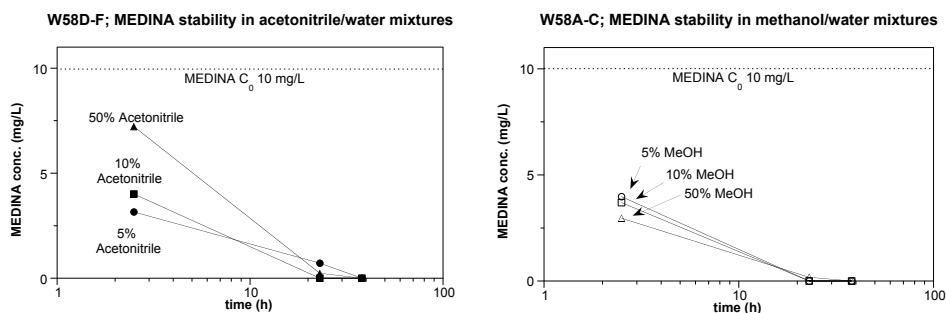 W58D-F; MEDINA stability in acetonitrile/water mixtures
10
5
0
MEDINA conc. (mg/L)
MEDINA C0 10 mg/L
50% Acetonitrile
10%
Acetonitrile
5%
Acetonitrile
1
10
100
time (h)
W58A-C; MEDINA stability in methanol/water mixtures
10
5
0
MEDINA conc. (mg/L)
MEDINA C0 10 mg/L
5% MeOH
10% MeOH
50% MeOH
1
10
100
time (h)